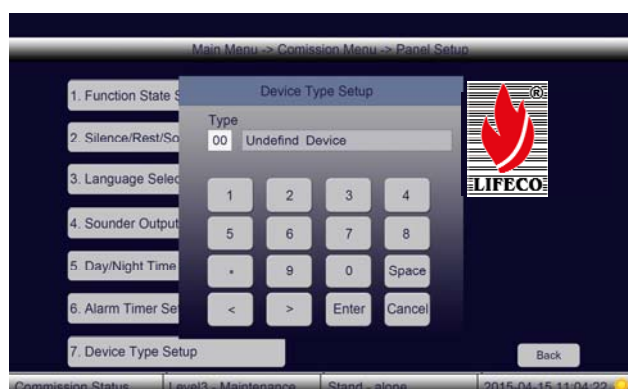 Main Menu -> Comission Menu -> Panel Setup
1. Function State S
Device Type Setup
®
Type
00 Undefind Device
2. Silence/Rest/So
3. Language Selec
LIFECO
1 2 3 4
4. Sounder Output
5 6 7 8
5. Day/Night Time
* 9 0 Space
6. Alarm Timer Set
< > Enter Cancel
7. Device Type Setup
Back
Commission Status Level3 - Maintenance Stand - alone 2015-04-15 11:04:22